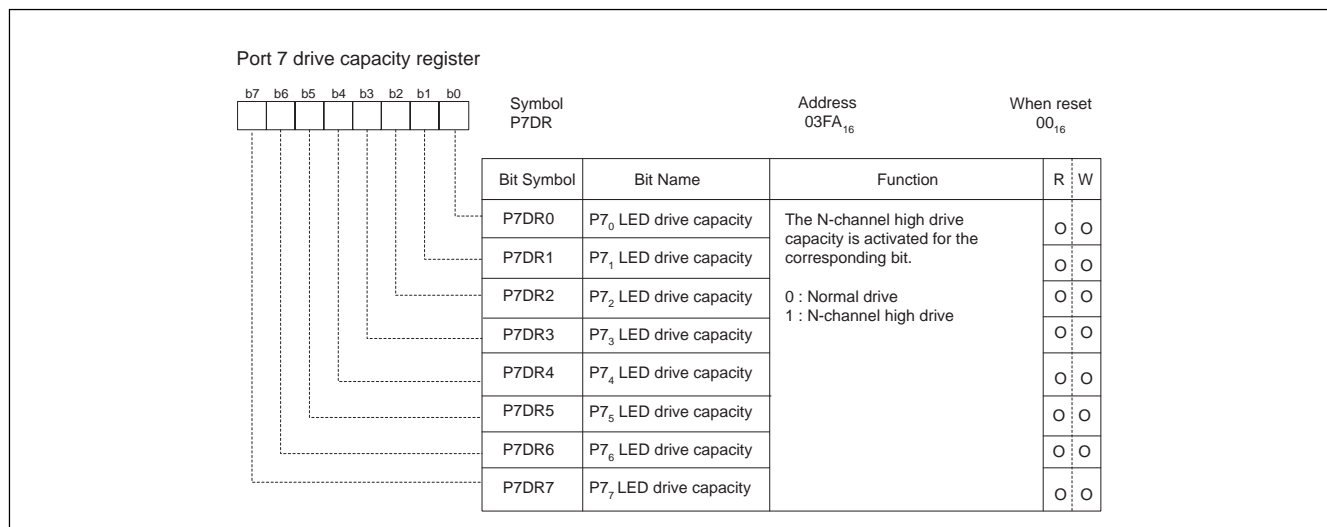 Port 7 drive capacity register
b7 b6 b5 b4 b3 b2 b1 b0
Symbol Address When reset
P7DR 03FA₁₆ 00₁₆
Bit Symbol Bit Name Function R W
P7DR0 P7₀ LED drive capacity The N-channel high drive
capacity is activated for the O O
P7DR1 P7₁ LED drive capacity corresponding bit. O O
P7DR2 P7₂ LED drive capacity 0 : Normal drive O O
1 : N-channel high drive
P7DR3 P7₃ LED drive capacity O O
P7DR4 P7₄ LED drive capacity O O
P7DR5 P7₅ LED drive capacity O O
P7DR6 P7₆ LED drive capacity O O
P7DR7 P7₇ LED drive capacity O O